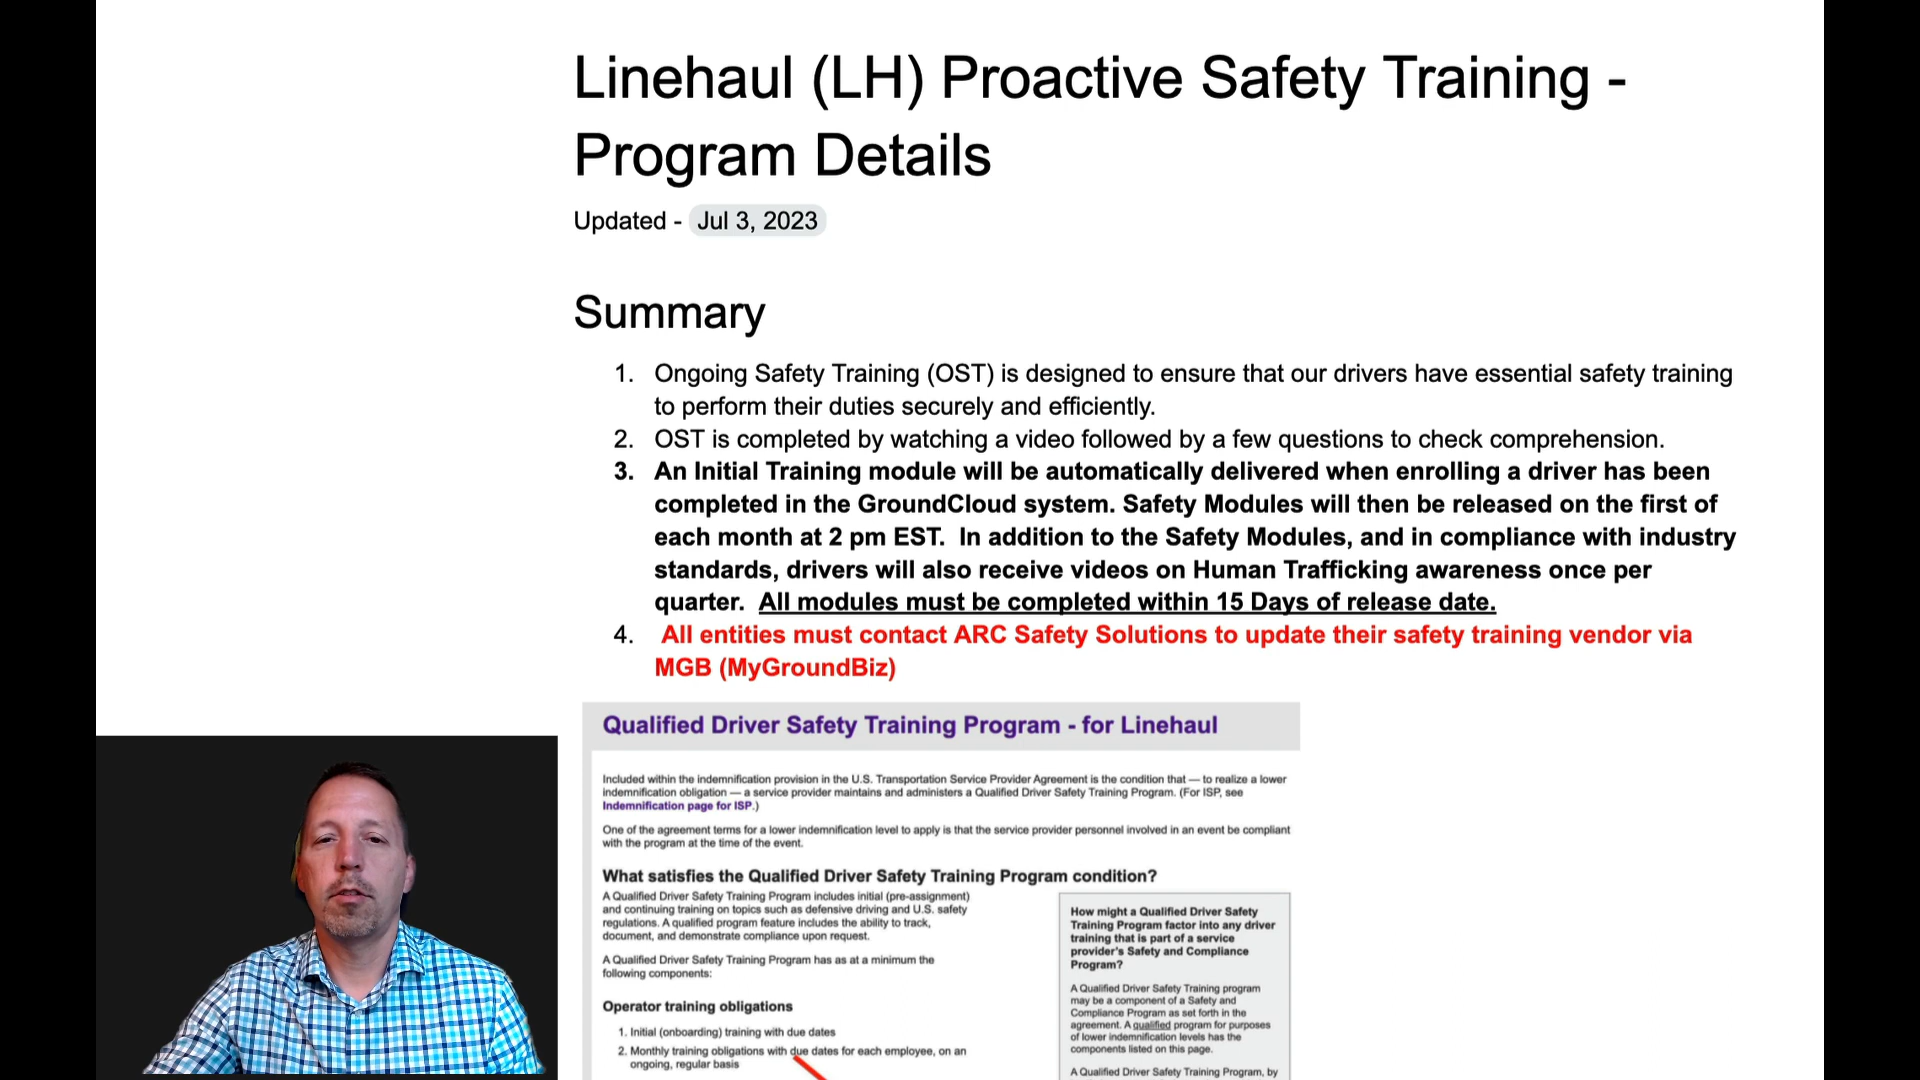 Linehaul (LH) Proactive Safety Training -
Program Details
Updated - Jul 3, 2023
Summary
1. Ongoing Safety Training (OST) is designed to ensure that our drivers have essential safety training
to perform their duties securely and efficiently.
2. OST is completed by watching a video followed by a few questions to check comprehension.
3. An Initial Training module will be automatically delivered when enrolling a driver has been
completed in the GroundCloud system. Safety Modules will then be released on the first of
each month at 2 pm EST. In addition to the Safety Modules, and in compliance with industry
standards, drivers will also receive videos on Human Trafficking awareness once per
quarter. All modules must be completed within 15 Days of release date.
4. All entities must contact ARC Safety Solutions to update their safety training vendor via
MGB (MyGroundBiz)
Qualified Driver Safety Training Program - for Linehaul
Included within the indemnification provision in the U.S. Transportation Service Provider Agreement is the condition that — to realize a lower
indemnification obligation — a service provider maintains and administers a Qualified Driver Safety Training Program. (For ISP, see
Indemnification page for ISP.)
One of the agreement terms for a lower indemnification level to apply is that the service provider personnel involved in an event be compliant
with the program at the time of the event.
What satisfies the Qualified Driver Safety Training Program condition?
A Qualified Driver Safety Training Program includes initial (pre-assignment)
and continuing training on topics such as defensive driving and U.S. safety
regulations. A qualified program feature includes the ability to track,
document, and demonstrate compliance upon request.
A Qualified Driver Safety Training Program has as at a minimum the
following components:
Operator training obligations
1. Initial (onboarding) training with due dates
2. Monthly training obligations with due dates for each employee, on an
ongoing, regular basis
How might a Qualified Driver Safety
Training Program factor into any driver
training that is part of a service
provider's Safety and Compliance
Program?
A Qualified Driver Safety Training program
may be a component of a Safety and
Compliance Program as set forth in the
agreement. A qualified program for purposes
of lower indemnification levels has the
components listed on this page.
A Qualified Driver Safety Training Program, by